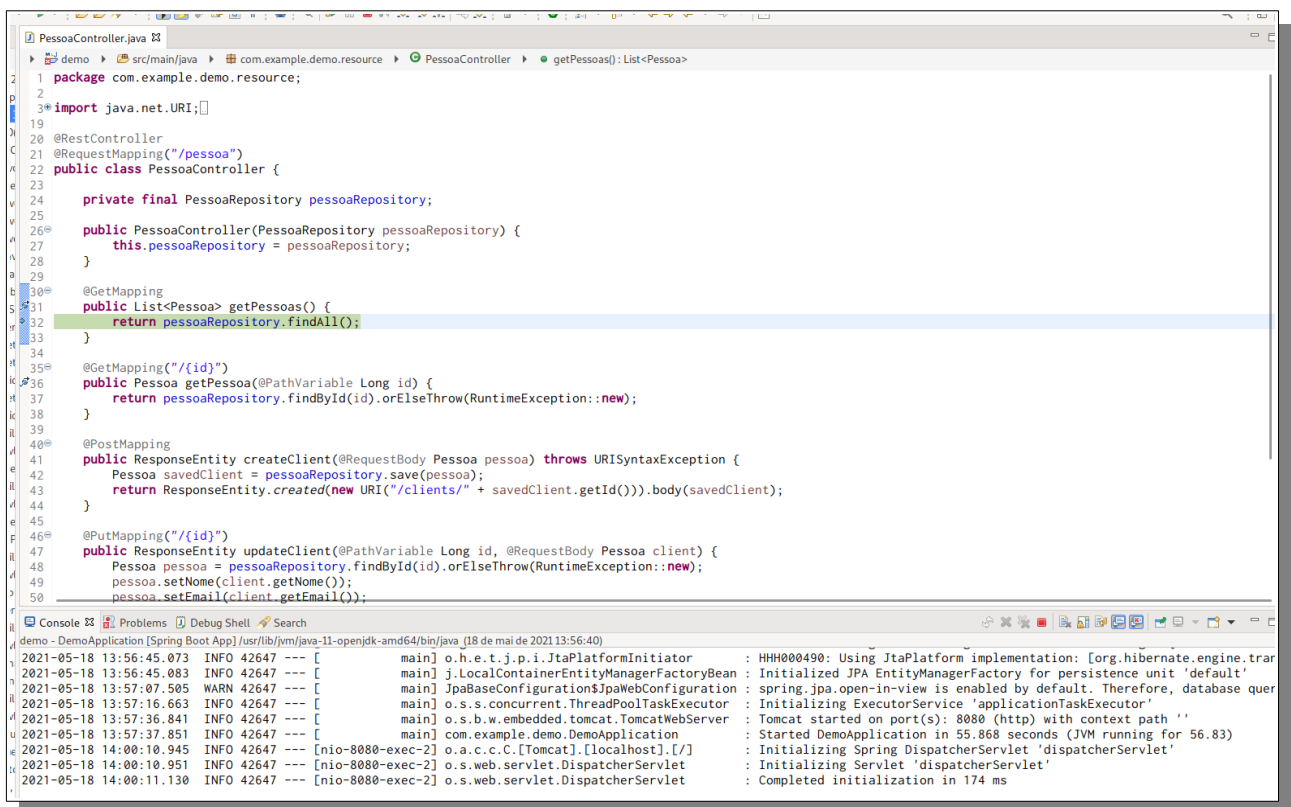 PessoaController.java
demo src/main/java com.example.demo.resource PessoaController getPessoas() : List<Pessoa>
1 package com.example.demo.resource;
2
3 import java.net.URI;
19
20 @RestController
21 @RequestMapping("/pessoa")
22 public class PessoaController {
23
24 private final PessoaRepository pessoaRepository;
25
26 public PessoaController(PessoaRepository pessoaRepository) {
27 this.pessoaRepository = pessoaRepository;
28 }
29
30 @GetMapping
31 public List<Pessoa> getPessoas() {
32 return pessoaRepository.findAll();
33 }
34
35 @GetMapping("/{id}")
36 public Pessoa getPessoa(@PathVariable Long id) {
37 return pessoaRepository.findById(id).orElseThrow(RuntimeException::new);
38 }
39
40 @PostMapping
41 public ResponseEntity createClient(@RequestBody Pessoa pessoa) throws URISyntaxException {
42 Pessoa savedClient = pessoaRepository.save(pessoa);
43 return ResponseEntity.created(new URI("/clients/" + savedClient.getId())).body(savedClient);
44 }
45
46 @PutMapping("/{id}")
47 public ResponseEntity updateClient(@PathVariable Long id, @RequestBody Pessoa client) {
48 Pessoa pessoa = pessoaRepository.findById(id).orElseThrow(RuntimeException::new);
49 pessoa.setNome(client.getNome());
50 pessoa.setEmail(client.getEmail());
Console Problems Debug Shell Search
demo - DemoApplication [Spring Boot App] /usr/lib/jvm/java-11-openjdk-amd64/bin/java (18 de mai de 2021 13:56:40)
2021-05-18 13:56:45.073 INFO 42647 --- [ main] o.h.e.t.j.p.i.JtaPlatformInitiator : HHH000490: Using JtaPlatform implementation: [org.hibernate.engine.tran
2021-05-18 13:56:45.083 INFO 42647 --- [ main] j.LocalContainerEntityManagerFactoryBean : Initialized JPA EntityManagerFactory for persistence unit 'default'
2021-05-18 13:57:07.505 WARN 42647 --- [ main] JpaBaseConfiguration$JpaWebConfiguration : spring.jpa.open-in-view is enabled by default. Therefore, database quer
2021-05-18 13:57:16.663 INFO 42647 --- [ main] o.s.s.concurrent.ThreadPoolTaskExecutor : Initializing ExecutorService 'applicationTaskExecutor'
2021-05-18 13:57:36.841 INFO 42647 --- [ main] o.s.b.w.embedded.tomcat.TomcatWebServer : Tomcat started on port(s): 8080 (http) with context path ''
2021-05-18 13:57:37.851 INFO 42647 --- [ main] com.example.demo.DemoApplication : Started DemoApplication in 55.868 seconds (JVM running for 56.83)
2021-05-18 14:00:10.945 INFO 42647 --- [nio-8080-exec-2] o.a.c.c.C.[Tomcat].[localhost].[/] : Initializing Spring DispatcherServlet 'dispatcherServlet'
2021-05-18 14:00:10.951 INFO 42647 --- [nio-8080-exec-2] o.s.web.servlet.DispatcherServlet : Initializing Servlet 'dispatcherServlet'
2021-05-18 14:00:11.130 INFO 42647 --- [nio-8080-exec-2] o.s.web.servlet.DispatcherServlet : Completed initialization in 174 ms